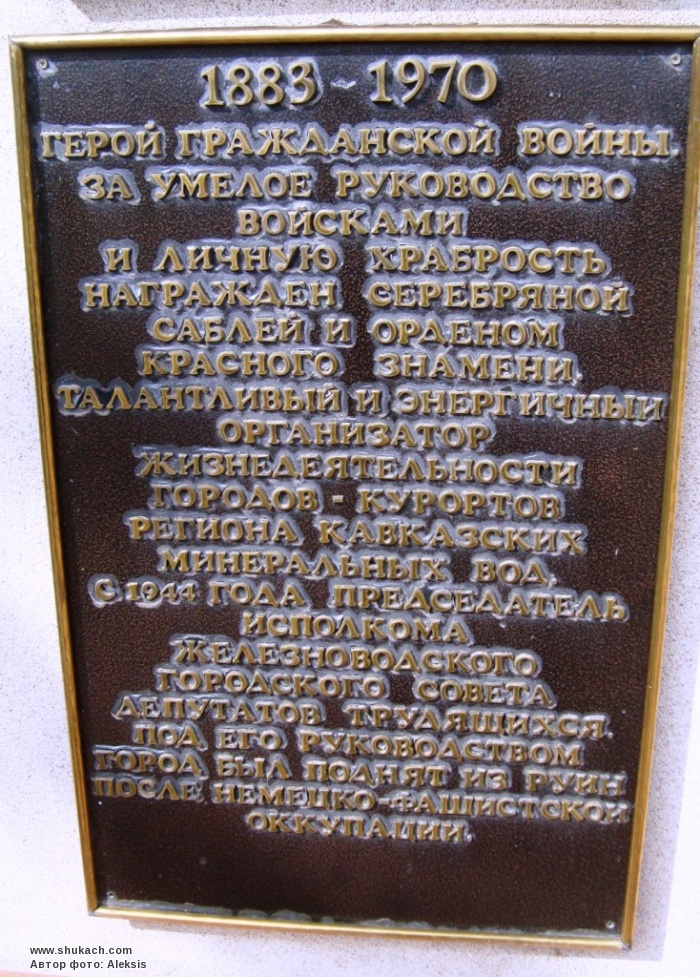 1883 - 1970
ГЕРОЙ ГРАЖДАНСКОЙ ВОЙНЫ.
ЗА УМЕЛОЕ РУКОВОДСТВО
ВОЙСКАМИ
И ЛИЧНУЮ ХРАБРОСТЬ
НАГРАЖДЕН СЕРЕБРЯНОЙ
САБЛЕЙ И ОРДЕНОМ
КРАСНОГО ЗНАМЕНИ.
ТАЛАНТЛИВЫЙ И ЭНЕРГИЧНЫЙ
ОРГАНИЗАТОР
ЖИЗНЕДЕЯТЕЛЬНОСТИ
ГОРОДОВ - КУРОРТОВ
РЕГИОНА КАВКАЗСКИХ
МИНЕРАЛЬНЫХ ВОД.
С 1944 ГОДА ПРЕДСЕДАТЕЛЬ
ИСПОЛКОМА
ЖЕЛЕЗНОВОДСКОГО
ГОРОДСКОГО СОВЕТА
ДЕПУТАТОВ ТРУДЯЩИХСЯ.
ПОД ЕГО РУКОВОДСТВОМ
ГОРОД БЫЛ ПОДНЯТ ИЗ РУИН
ПОСЛЕ НЕМЕЦКО-ФАШИСТСКОЙ
ОККУПАЦИИ.
www.shukach.com
Автор фото: Aleksis